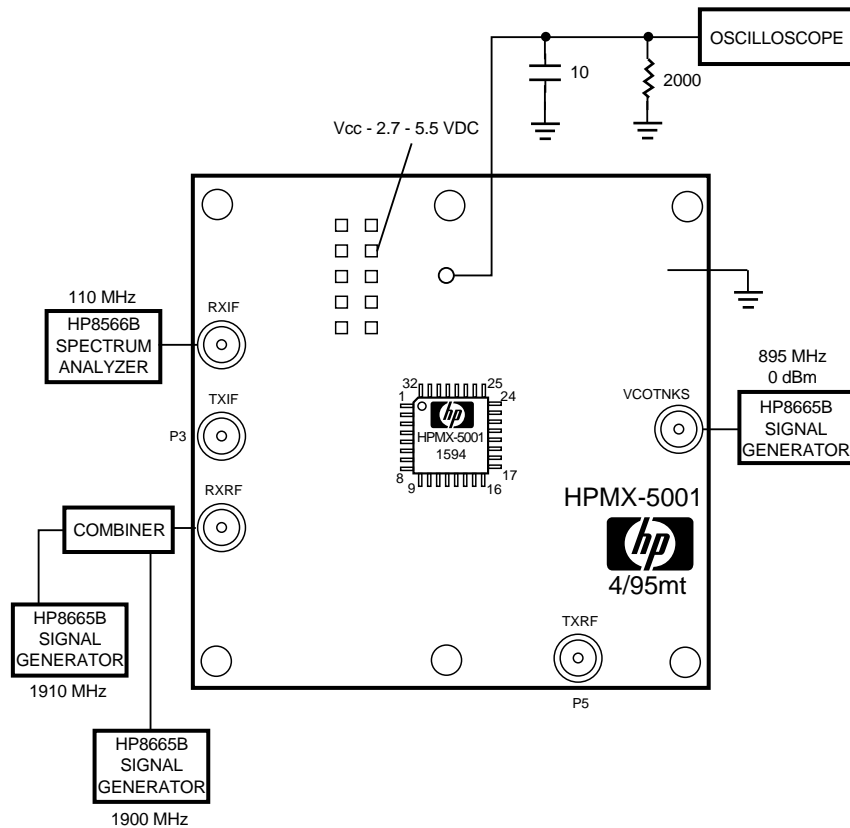 OSCILLOSCOPE
10
2000
Vcc - 2.7 - 5.5 VDC
110 MHz
HP8566B
SPECTRUM
ANALYZER
RXIF
TXIF
P3
RXRF
COMBINER
HP8665B
SIGNAL
GENERATOR
1910 MHz
HP8665B
SIGNAL
GENERATOR
1900 MHz
32
25
1
24
hp
HPMX-5001
1594
8
17
9
16
VCOTNKS
895 MHz
0 dBm
HP8665B
SIGNAL
GENERATOR
HPMX-5001
hp
4/95mt
TXRF
P5